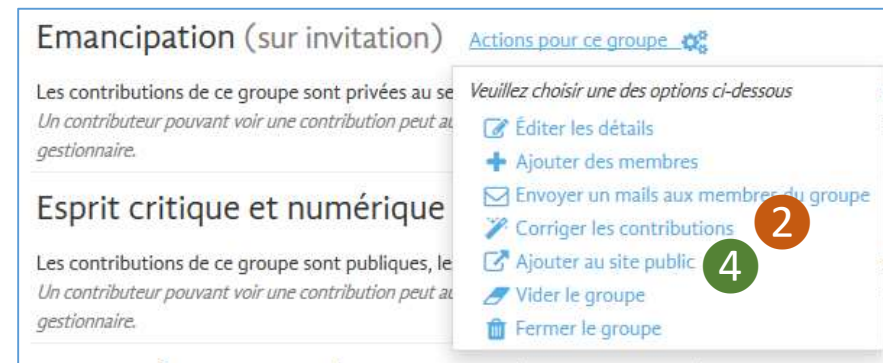 Emancipation (sur invitation) Actions pour ce groupe
Les contributions de ce groupe sont privées au se
Un contributeur pouvant voir une contribution peut au
gestionnaire.
Esprit critique et numérique
Les contributions de ce groupe sont publiques, le
Un contributeur pouvant voir une contribution peut au
gestionnaire.
Veuillez choisir une des options ci-dessous
Éditer les détails
Ajouter des membres
Envoyer un mails aux membres du groupe
Corriger les contributions 2
Ajouter au site public 4
Vider le groupe
Fermer le groupe